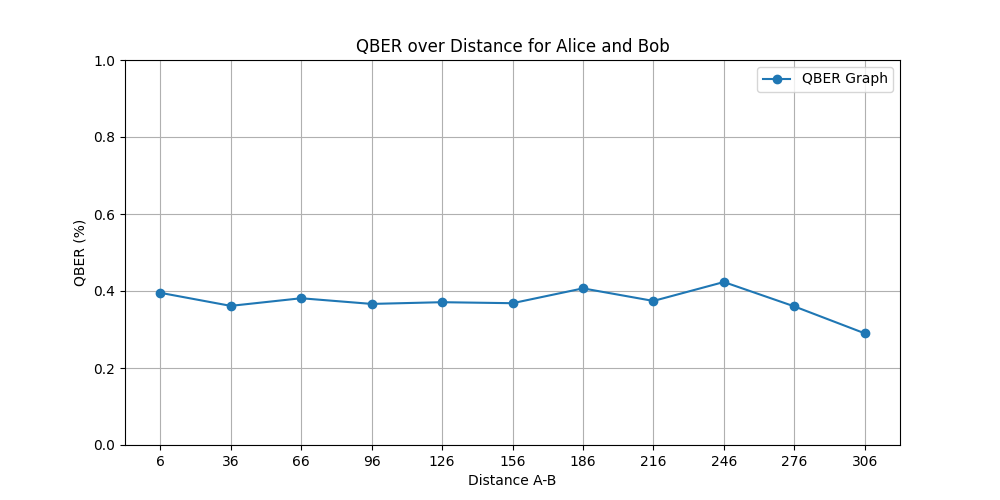 QBER over Distance for Alice and Bob
QBER Graph
1.0
0.8
0.6
0.4
0.2
0.0
QBER (%)
6 36 66 96 126 156 186 216 246 276 306
Distance A-B